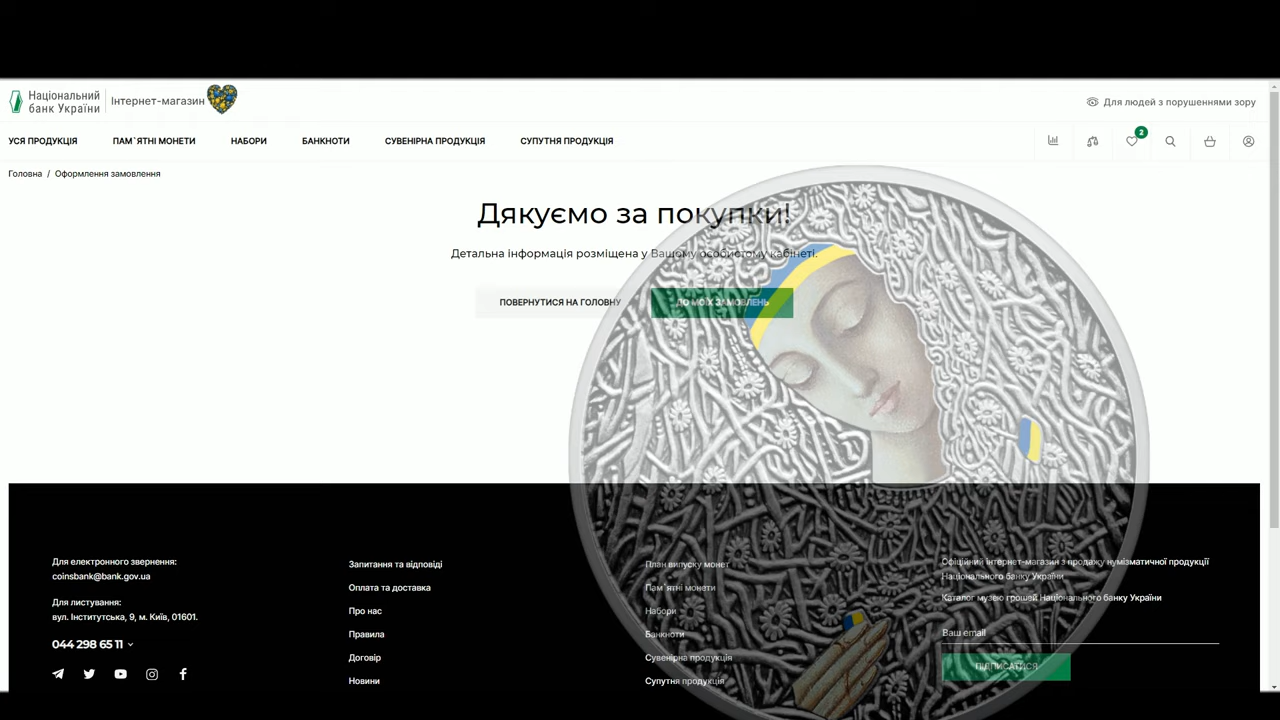 Національний
банк України
Інтернет-магазин
Для людей з порушеннями зору
УСЯ ПРОДУКЦІЯ ПАМ`ЯТНІ МОНЕТИ НАБОРИ БАНКНОТИ СУВЕНІРНА ПРОДУКЦІЯ СУПУТНЯ ПРОДУКЦІЯ
2
Головна / Оформлення замовлення
Дякуємо за покупки!
Детальна інформація розміщена у Вашому особистому кабінеті.
ПОВЕРНУТИСЯ НА ГОЛОВНУ ДО МОЇХ ЗАМОВЛЕНЬ
Для електронного звернення:
coinsbank@bank.gov.ua
Для листування:
вул. Інститутська, 9, м. Київ, 01601.
044 298 65 11
Запитання та відповіді
Оплата та доставка
Про нас
Правила
Договір
Новини
План випуску монет
Пам`ятні монети
Набори
Банкноти
Сувенірна продукція
Супутня продукція
Офіційний інтернет-магазин з продажу нумізматичної продукції
Національного банку України
Каталог музею грошей Національного банку України
Ваш email
ПІДПИСАТИСЯ